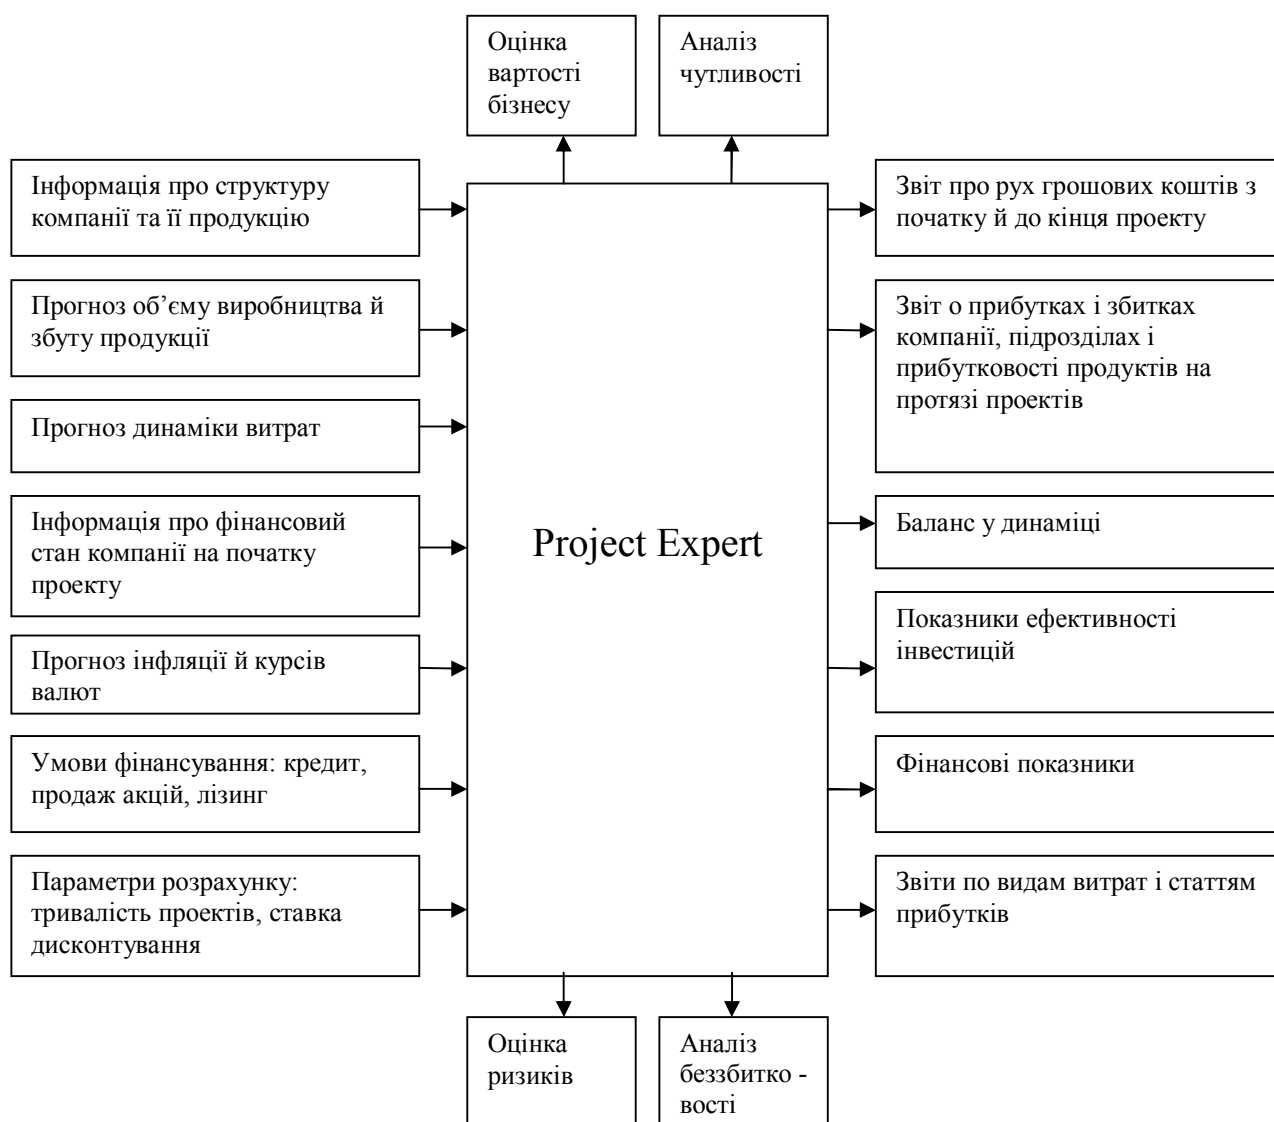 Оцінка
вартості
бізнесу
Аналіз
чутливості
Інформація про структуру
компанії та її продукцію
Прогноз об’єму виробництва й
збуту продукції
Прогноз динаміки витрат
Інформація про фінансовий
стан компанії на початку
проекту
Прогноз інфляції й курсів
валют
Умови фінансування: кредит,
продаж акцій, лізинг
Параметри розрахунку:
тривалість проектів, ставка
дисконтування
Project Expert
Звіт про рух грошових коштів з
початку й до кінця проекту
Звіт о прибутках і збитках
компанії, підрозділах і
прибутковості продуктів на
протязі проектів
Баланс у динаміці
Показники ефективності
інвестицій
Фінансові показники
Звіти по видам витрат і статтям
прибутків
Оцінка
ризиків
Аналіз
беззбитко -
вості